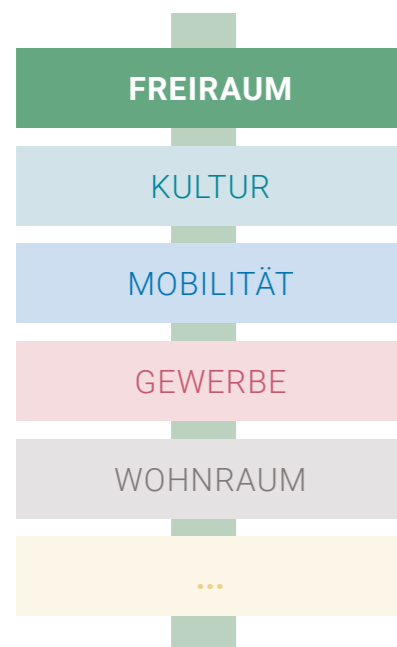 FREIRAUM
KULTUR
MOBILITÄT
GEWERBE
WOHNRAUM
...